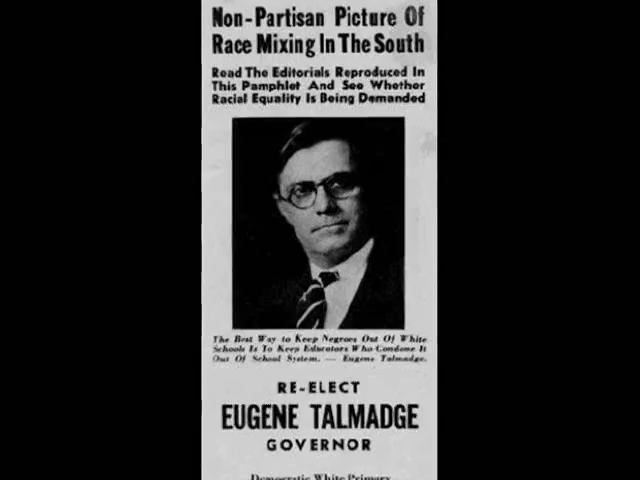 Non-Partisan Picture Of
Race Mixing In The South
Read The Editorials Reproduced In
This Pamphlet And See Whether
Racial Equality Is Being Demanded
The Best Way to Keep Negroes Out Of White
Schools Is To Keep Educators Who Condone It
Out Of School System. — Eugene Talmadge.
RE-ELECT
EUGENE TALMADGE
GOVERNOR
Democratic White Primary